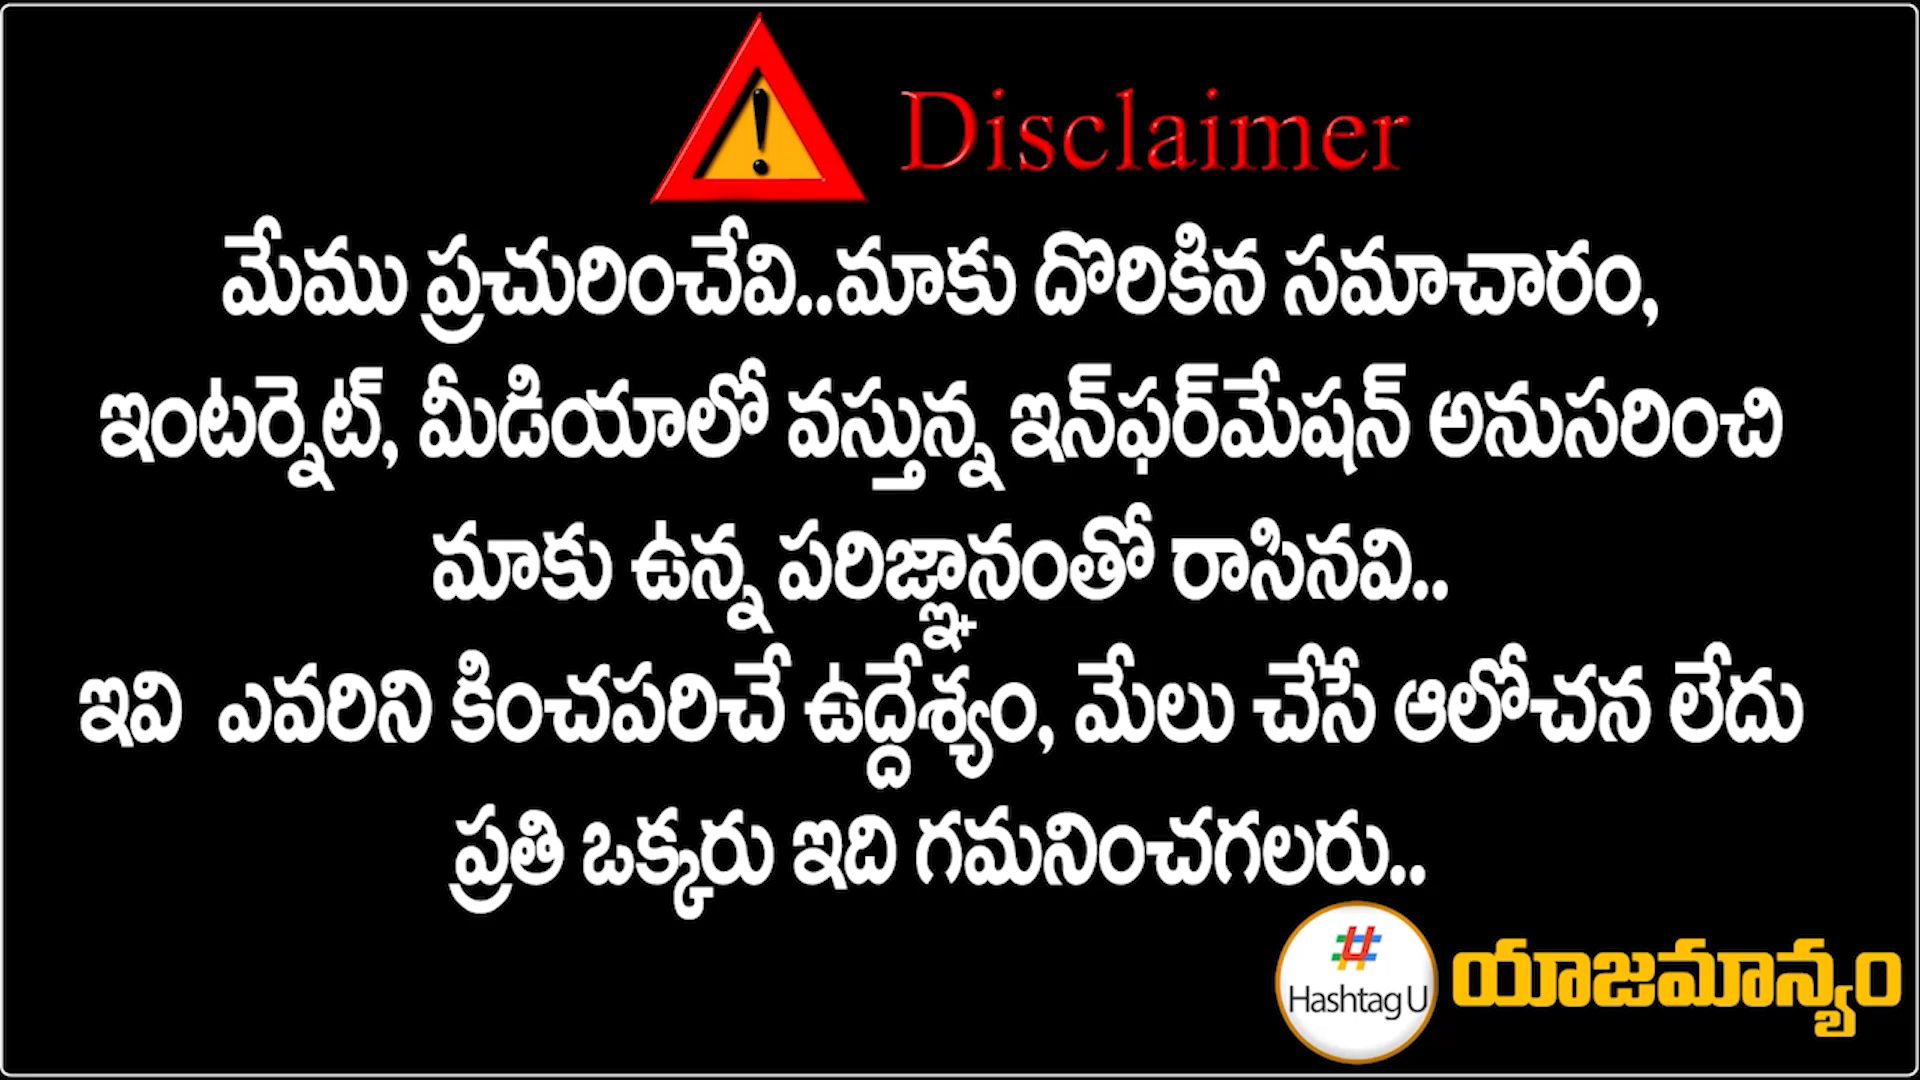 Disclaimer
మేము ప్రచురించేవి..మాకు దొరికిన సమాచారం,
ఇంటర్నెట్, మీడియాలో వస్తున్న ఇన్‌ఫర్‌మేషన్ అనుసరించి
మాకు ఉన్న పరిజ్ఞానంతో రాసినవి..
ఇవి ఎవరిని కించపరిచే ఉద్దేశ్యం, మేలు చేసే ఆలోచన లేదు
ప్రతి ఒక్కరు ఇది గమనించగలరు..
Hashtag U యాజమాన్యం